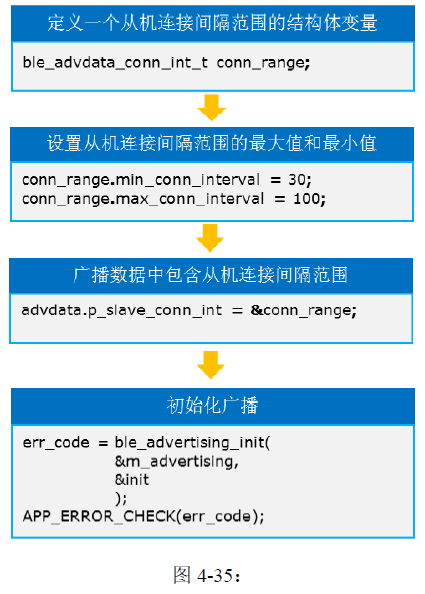 定义一个从机连接间隔范围的结构体变量
ble_advdata_conn_int_t conn_range;
设置从机连接间隔范围的最大值和最小值
conn_range.min_conn_interval = 30;
conn_range.max_conn_interval = 100;
广播数据中包含从机连接间隔范围
advdata.p_slave_conn_int = &conn_range;
初始化广播
err_code = ble_advertising_init(
&m_advertising,
&init
);
APP_ERROR_CHECK(err_code);
图 4-35: